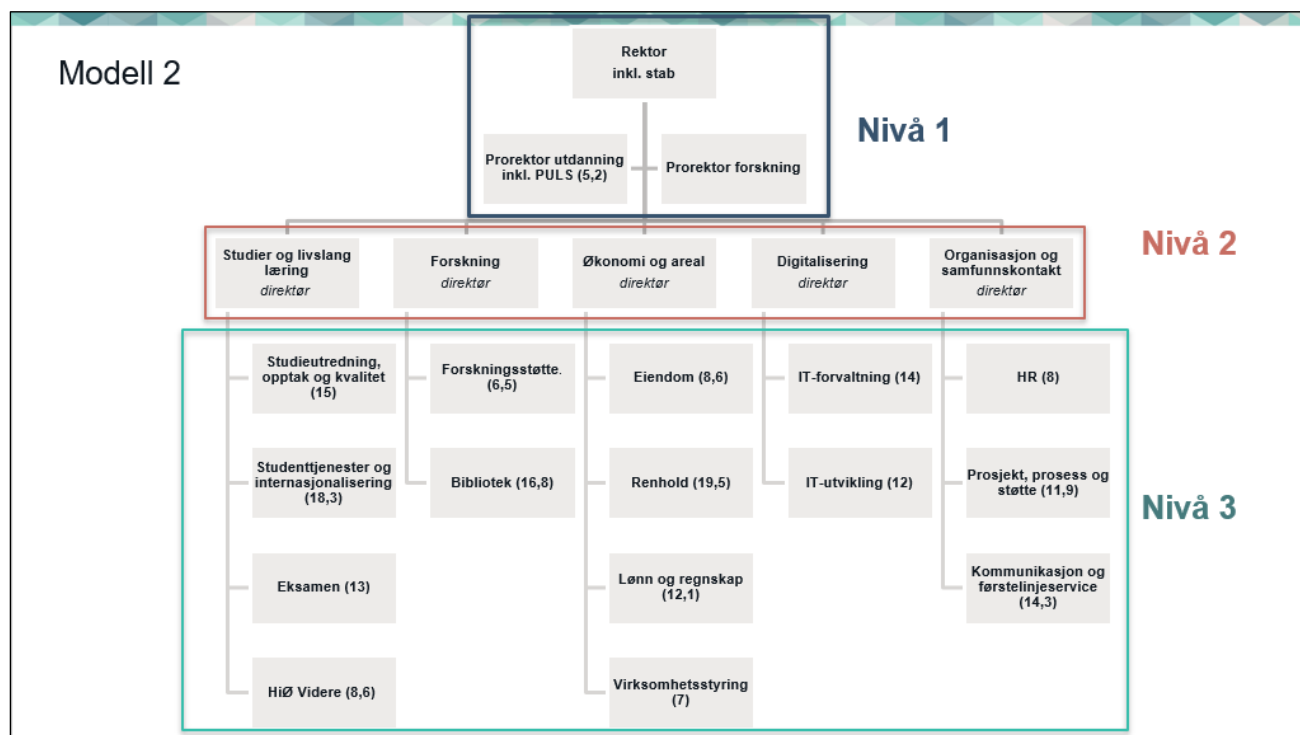 Modell 2
Rektor
inkl. stab
Nivå 1
Prorektor utdanning
inkl. PULS (5,2)
Prorektor forskning
Nivå 2
Studier og livslang
læring
direktør
Forskning
direktør
Økonomi og areal
direktør
Digitalisering
direktør
Organisasjon og
samfunnskontakt
direktør
Nivå 3
Studieutredning,
opptak og kvalitet
(15)
Forskningsstøtte.
(6,5)
Eiendom (8,6)
IT-forvaltning (14)
HR (8)
Studenttjenester og
internasjonalisering
(18,3)
Bibliotek (16,8)
Renhold (19,5)
IT-utvikling (12)
Prosjekt, prosess og
støtte (11,9)
Eksamen (13)
Lønn og regnskap
(12,1)
Kommunikasjon og
førstelinjeservice
(14,3)
HiØ Videre (8,6)
Virksomhetsstyring
(7)